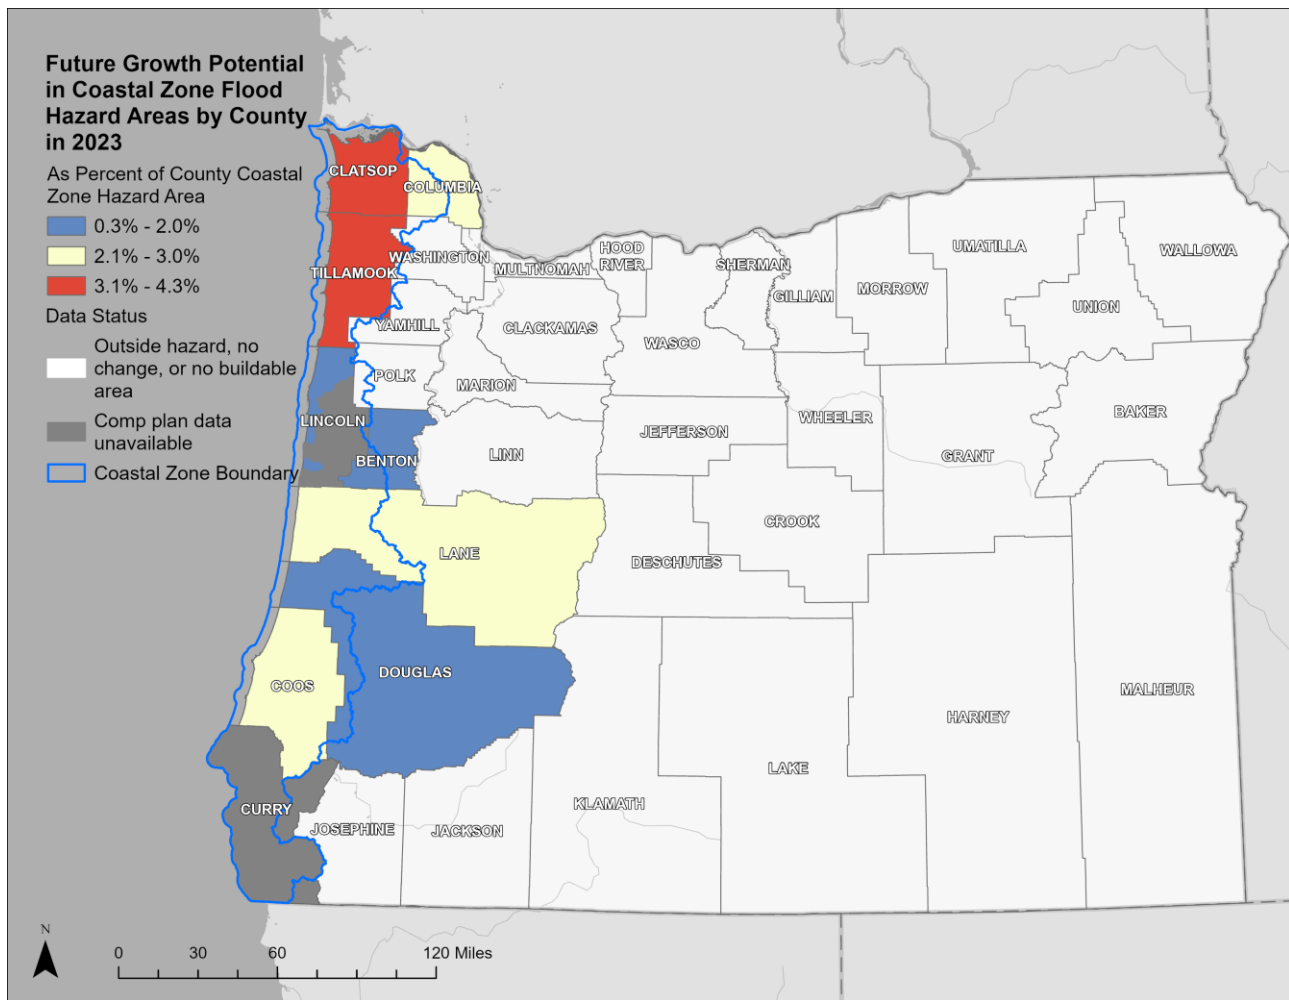 Future Growth Potential
in Coastal Zone Flood
Hazard Areas by County
in 2023
As Percent of County Coastal
Zone Hazard Area
0.3% - 2.0%
2.1% - 3.0%
3.1% - 4.3%
Data Status
Outside hazard, no
change, or no buildable
area
Comp plan data
unavailable
Coastal Zone Boundary
CLATSOP
COLUMBIA
TILLAMOOK
WASHINGTON
MULTNOMAH
HOOD
RIVER
SHERMAN
GILLIAM
MORROW
UMATILLA
UNION
WALLOWA
YAMHILL
CLACKAMAS
WASCO
POLK
MARION
WHEELER
BAKER
LINCOLN
BENTON
LINN
JEFFERSON
GRANT
LANE
DESCHUTES
CROOK
COOS
DOUGLAS
HARNEY
MALHEUR
CURRY
JOSEPHINE
JACKSON
KLAMATH
LAKE
N
0 30 60 120 Miles